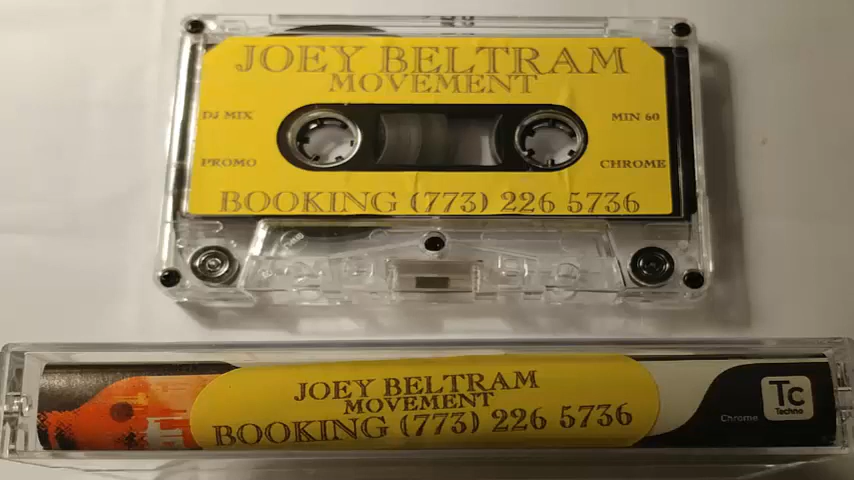 JOEY BELTRAM
MOVEMENT
DJ MIX
MIN 60
PROMO
CHROME
BOOKING (773) 226 5736
JOEY BELTRAM
MOVEMENT
BOOKING (773) 226 5736
Chrome
Tc
Techno